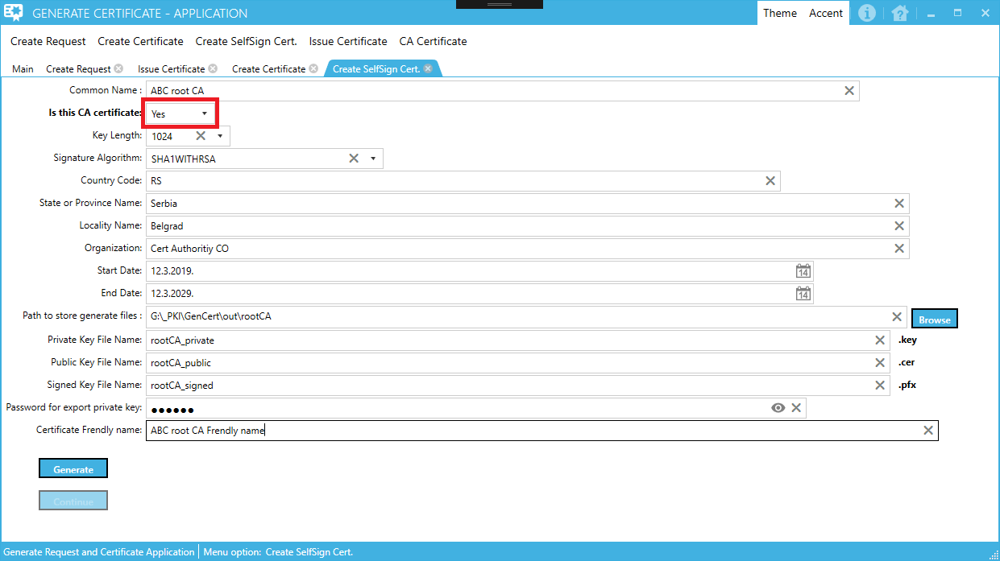 GENERATE CERTIFICATE - APPLICATION Theme Accent
Create Request Create Certificate Create SelfSign Cert. Issue Certificate CA Certificate
Main Create Request Issue Certificate Create Certificate Create SelfSign Cert.
Common Name : ABC root CA
Is this CA certificate: Yes
Key Length: 1024
Signature Algorithm: SHA1WITHRSA
Country Code: RS
State or Province Name: Serbia
Locality Name: Belgrad
Organization: Cert Authoritiy CO
Start Date: 12.3.2019. 14
End Date: 12.3.2029. 14
Path to store generate files : G:\_PKI\GenCert\out\rootCA Browse
Private Key File Name: rootCA_private .key
Public Key File Name: rootCA_public .cer
Signed Key File Name: rootCA_signed .pfx
Password for export private key: ●●●●●●
Certificate Frendly name: ABC root CA Frendly name
Generate
Continue
Generate Request and Certificate Application Menu option: Create SelfSign Cert.